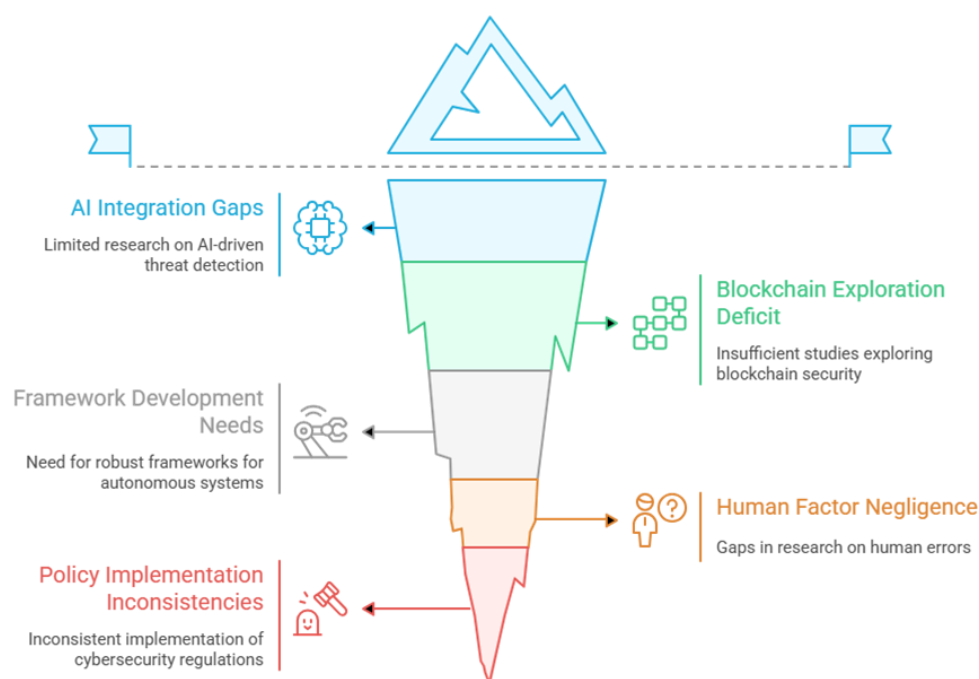 AI Integration Gaps
Limited research on AI-driven
threat detection
Blockchain Exploration
Deficit
Insufficient studies exploring
blockchain security
Framework Development
Needs
Need for robust frameworks for
autonomous systems
Human Factor Negligence
Gaps in research on human errors
Policy Implementation
Inconsistencies
Inconsistent implementation of
cybersecurity regulations